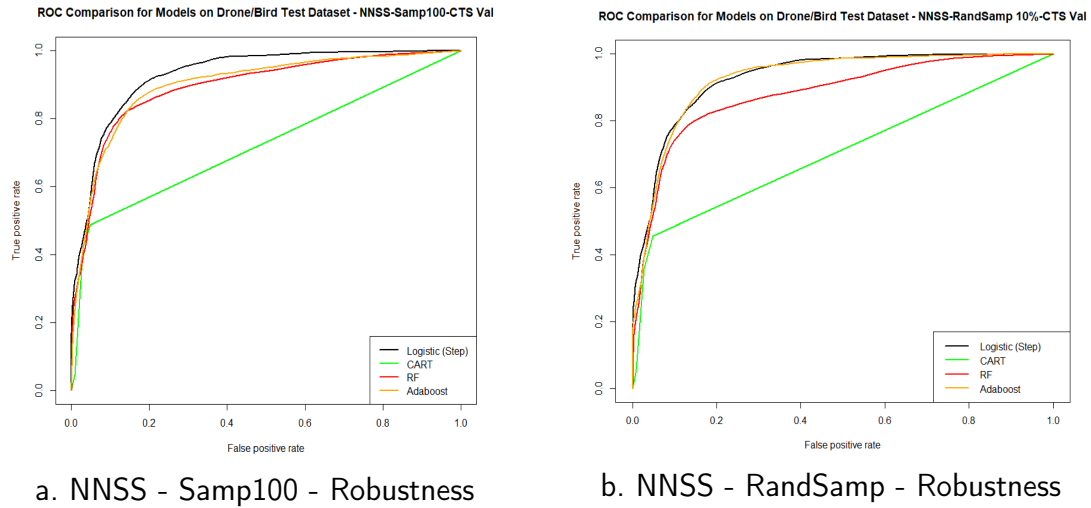 ROC Comparison for Models on Drone/Bird Test Dataset - NNSS-Samp100-CTS Val
True positive rate
1.0
0.8
0.6
0.4
0.2
0.0
Logistic (Step)
CART
RF
Adaboost
0.0 0.2 0.4 0.6 0.8 1.0
False positive rate
a. NNSS - Samp100 - Robustness
ROC Comparison for Models on Drone/Bird Test Dataset - NNSS-RandSamp 10%-CTS Val
True positive rate
1.0
0.8
0.6
0.4
0.2
0.0
Logistic (Step)
CART
RF
Adaboost
0.0 0.2 0.4 0.6 0.8 1.0
False positive rate
b. NNSS - RandSamp - Robustness